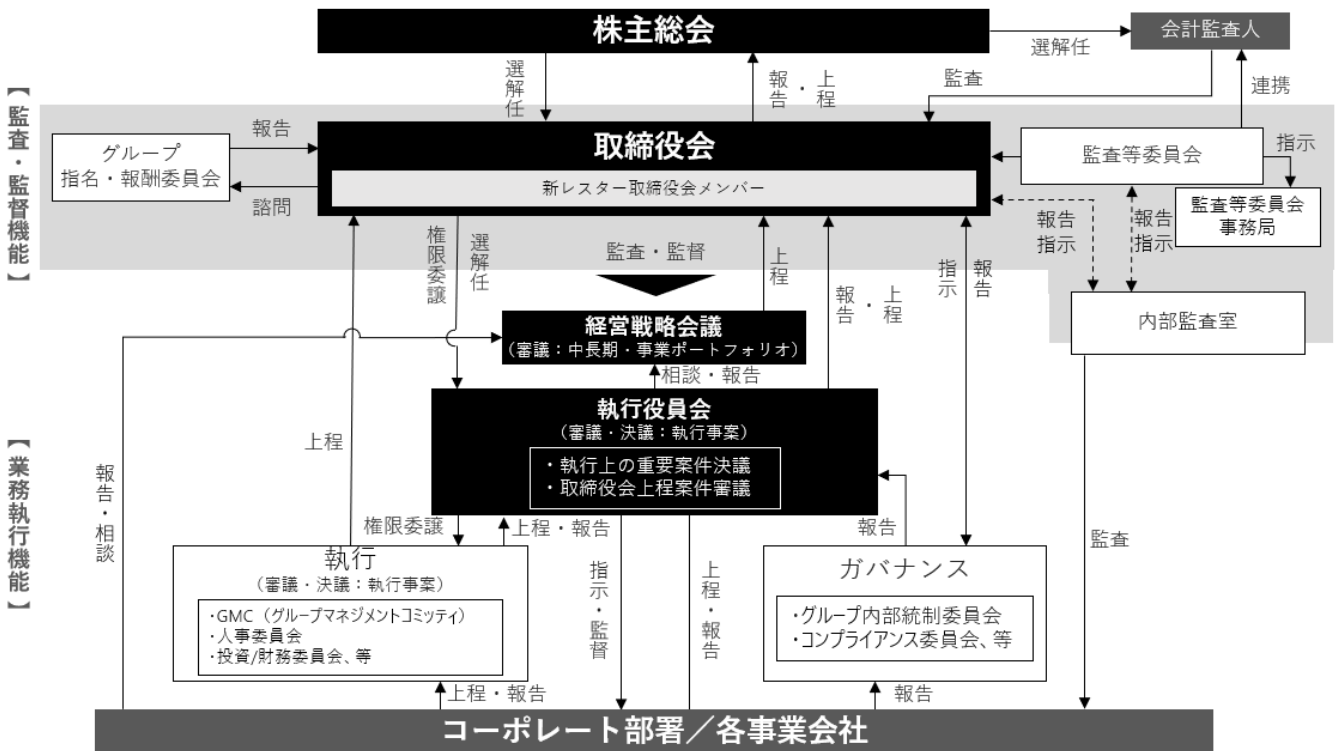 株主総会
会計監査人
選解任
選解任
報告・上程
監査
連携
【監査・監督機能】
グループ
指名・報酬委員会
報告
諮問
取締役会
新レスター取締役会メンバー
監査等委員会
指示
監査等委員会
事務局
報告
指示
報告
指示
権限委譲
選解任
監査・監督
上程
報告・上程
指示
報告
内部監査室
経営戦略会議
（審議：中長期・事業ポートフォリオ）
相談・報告
執行役員会
（審議・決議：執行事案）
・執行上の重要案件決議
・取締役会上程案件審議
【業務執行機能】
報告・相談
上程
権限委譲
上程・報告
報告
監査
執行
（審議・決議：執行事案）
・GMC（グループマネジメントコミッティ）
・人事委員会
・投資/財務委員会、等
指示・監督
上程・報告
ガバナンス
・グループ内部統制委員会
・コンプライアンス委員会、等
上程・報告
報告
コーポレート部署／各事業会社